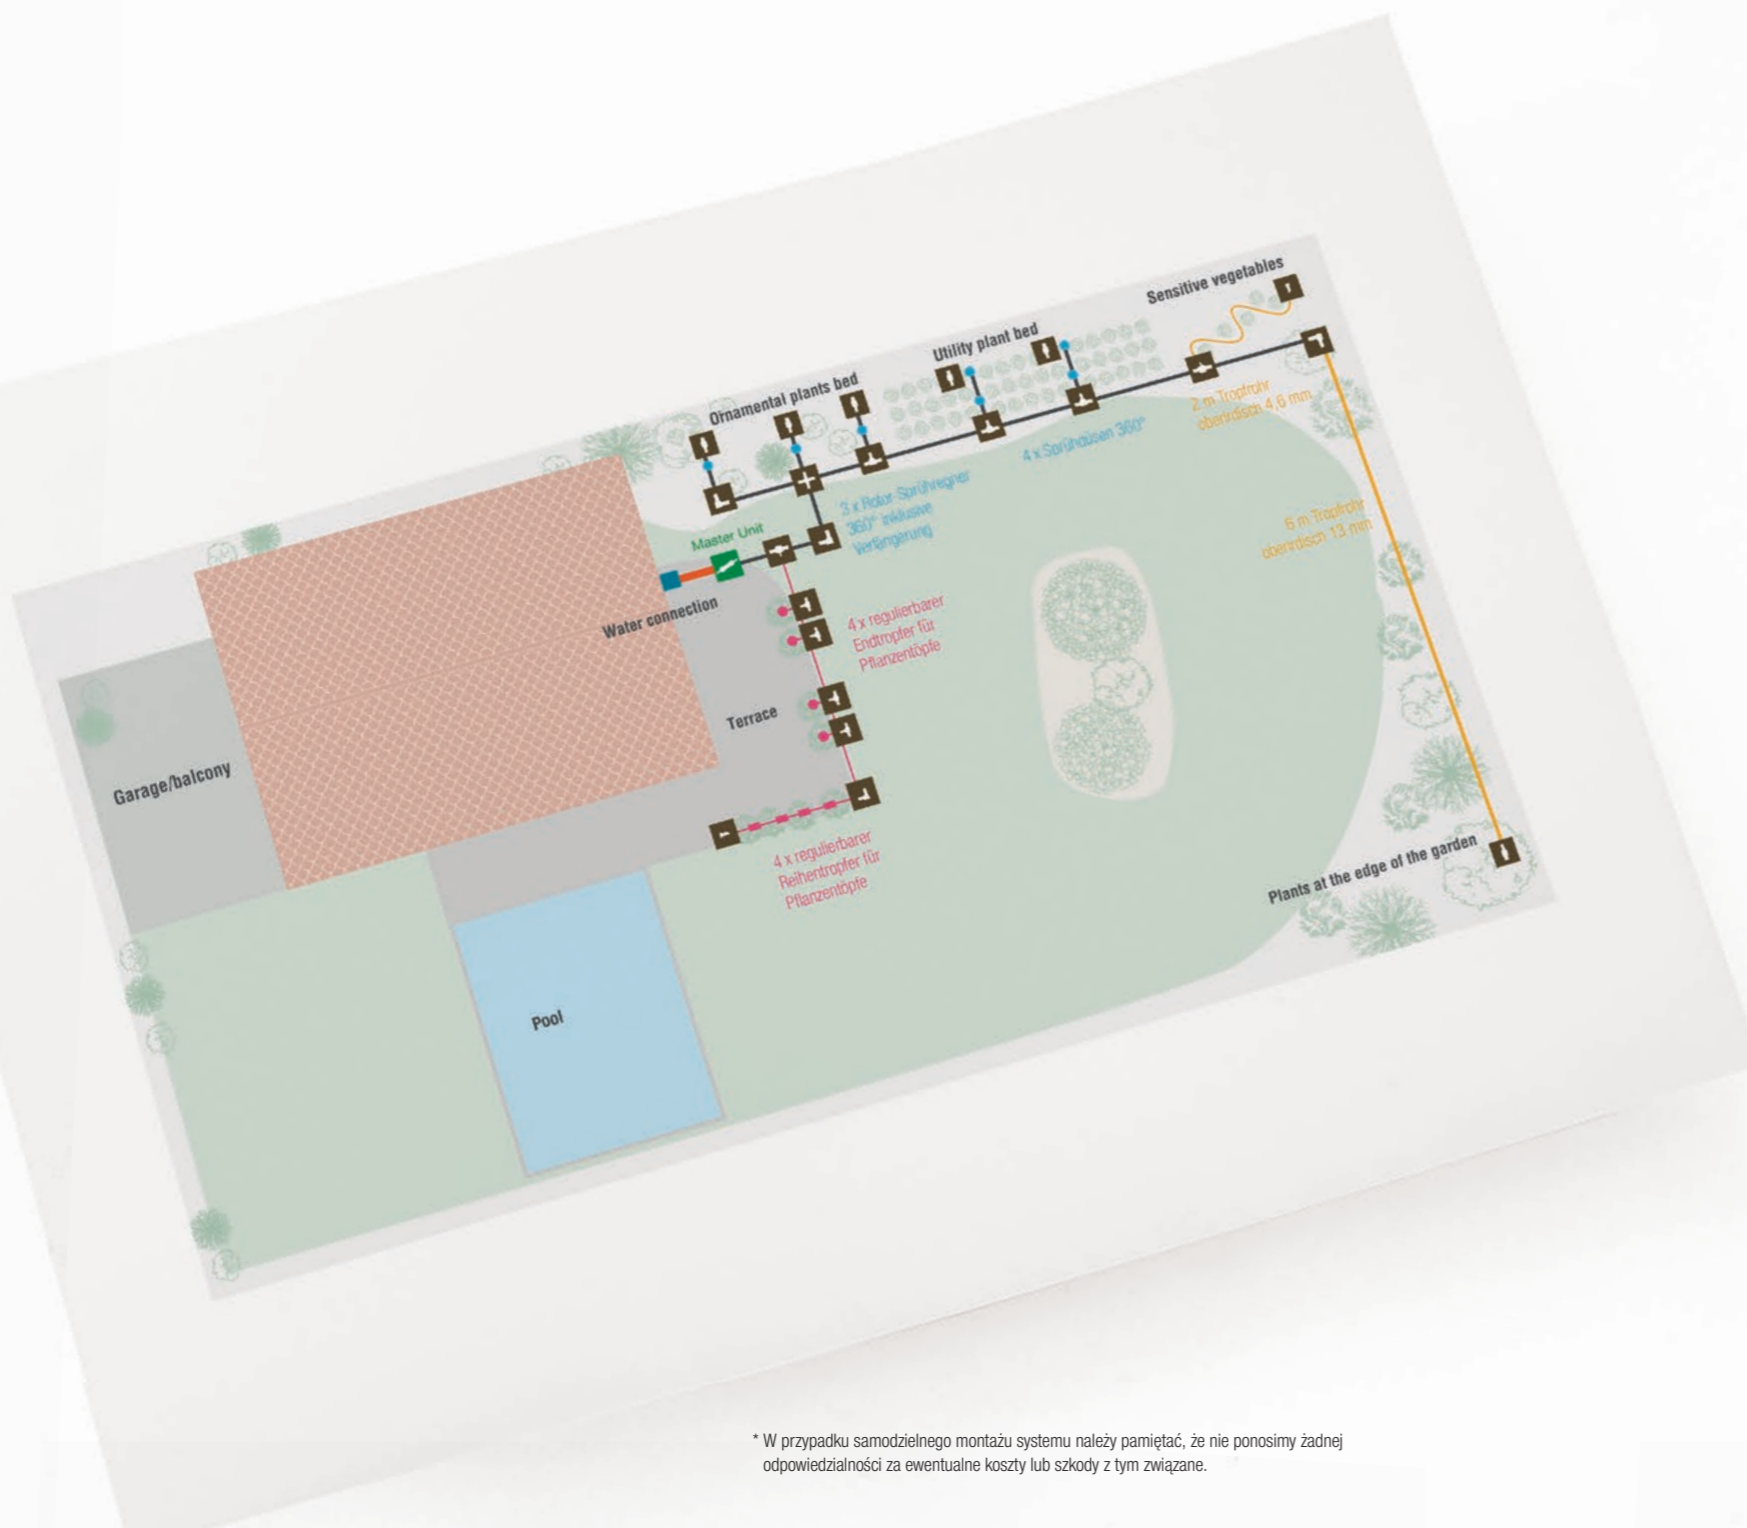 Sensitive vegetables
Utility plant bed
Ornamental plants bed
2 m Tropfrohr
oberirdisch 4,6 mm
4 x Sprühdüsen 360°
3 x Rotor-Sprühregner
360° inklusive
Verlängerung
6 m Tropfrohr
oberirdisch 13 mm
Master Unit
Water connection
4 x regulierbarer
Endtropfer für
Pflanzentöpfe
Terrace
Garage/balcony
4 x regulierbarer
Reihentropfer für
Pflanzentöpfe
Plants at the edge of the garden
Pool
* W przypadku samodzielnego montażu systemu należy pamiętać, że nie ponosimy żadnej
odpowiedzialności za ewentualne koszty lub szkody z tym związane.